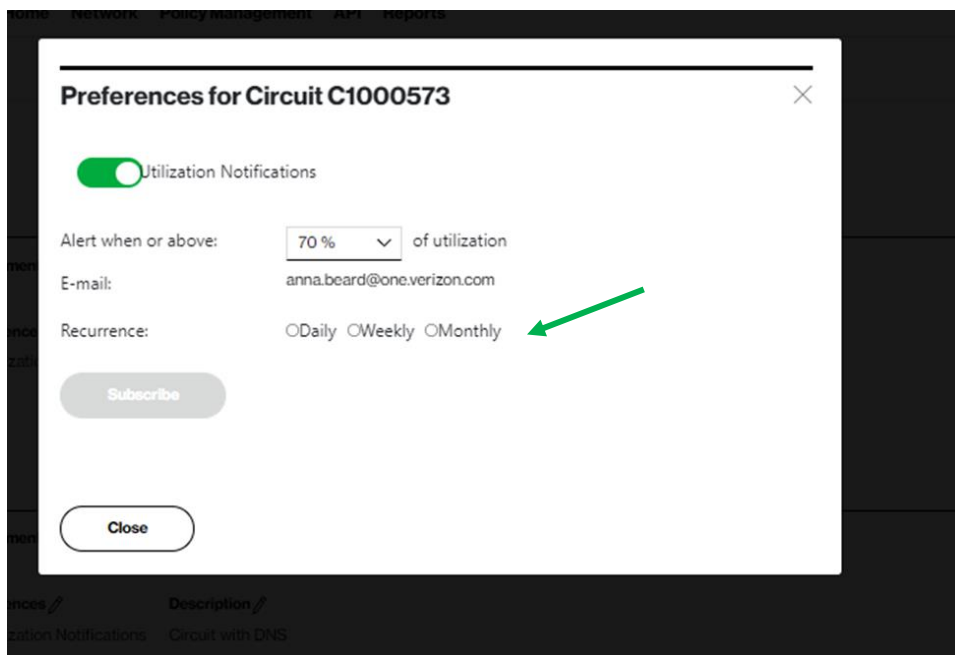 Home Network Policy Management API Reports
Preferences for Circuit C1000573
Utilization Notifications
Alert when or above: 70 % of utilization
E-mail: anna.beard@one.verizon.com
Recurrence: Daily Weekly Monthly
Subscribe
Close
Description
Notifications Circuit with DNS